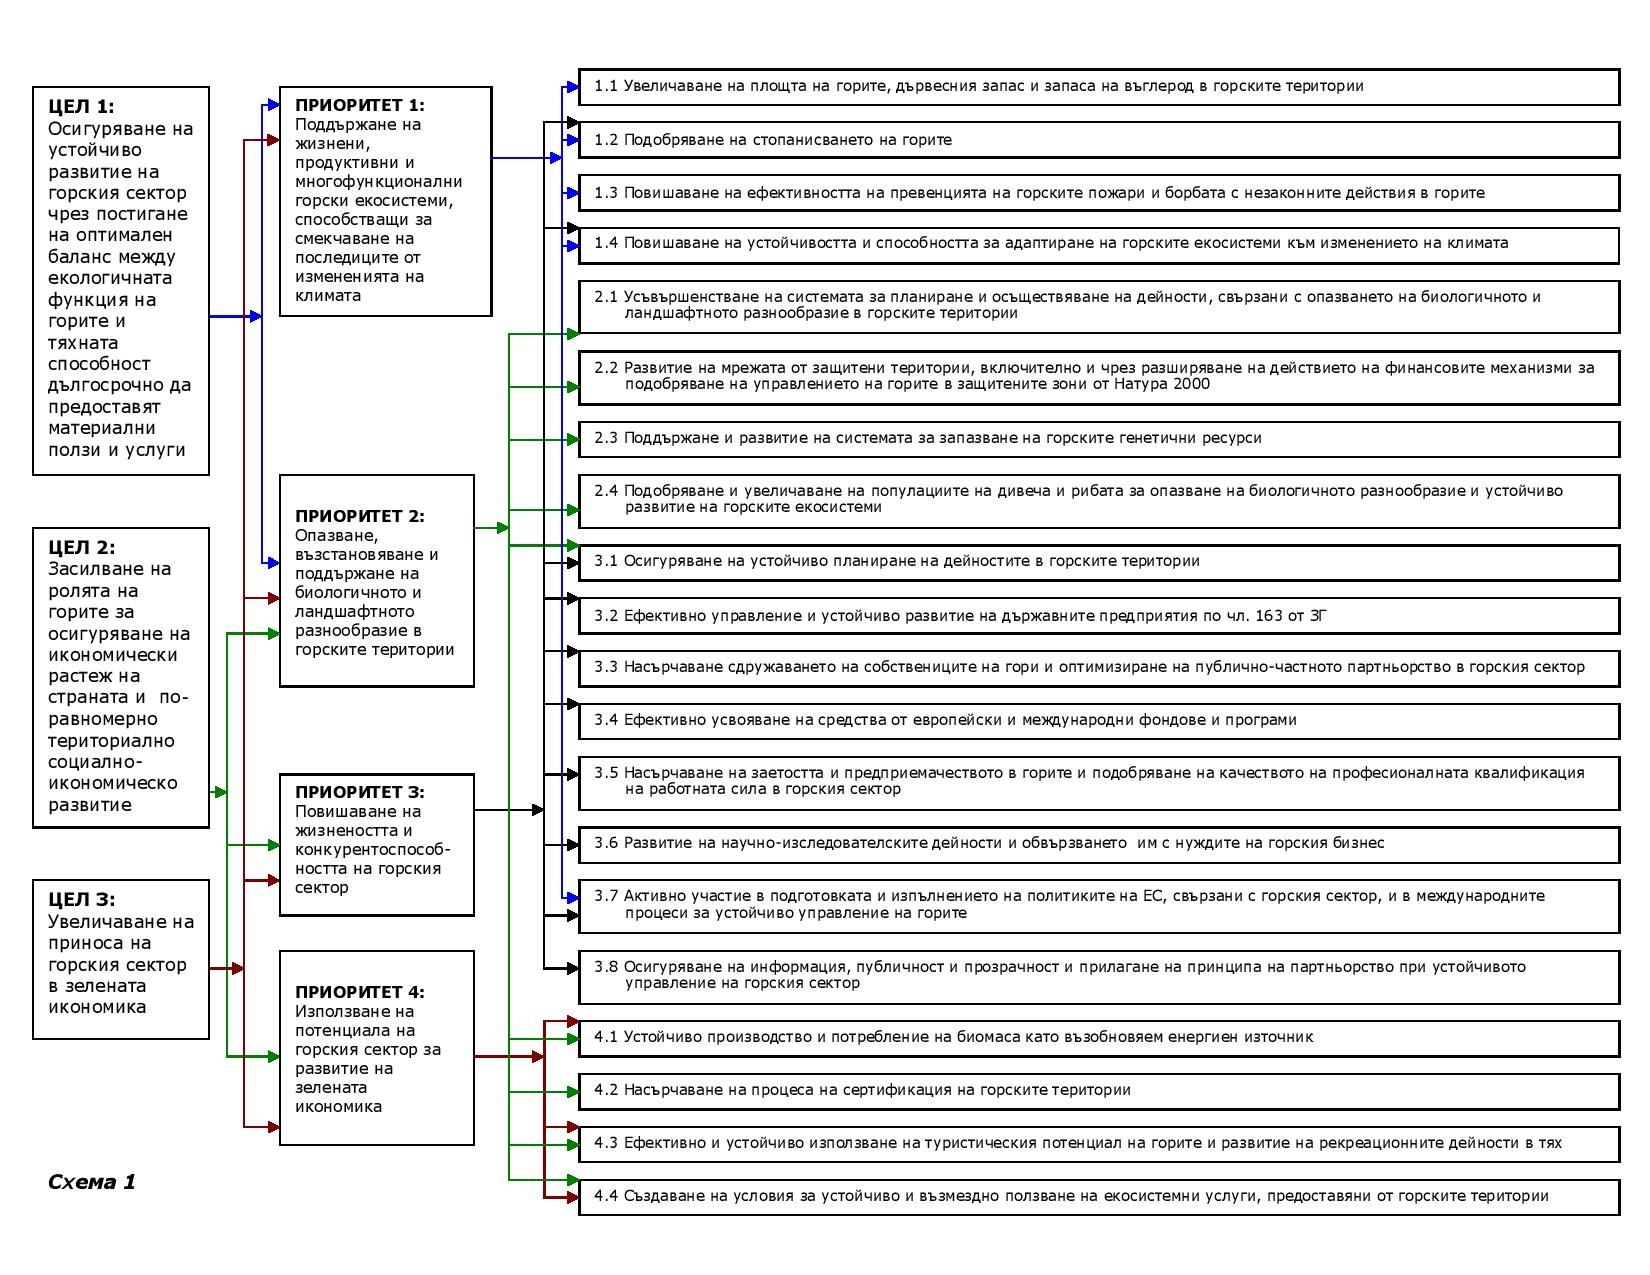 ЦЕЛ 1:
Осигуряване на
устойчиво
развитие на
горския сектор
чрез постигане
на оптимален
баланс между
екологичната
функция на
горите и
тяхната
способност
дългосрочно да
предоставят
материални
ползи и услуги
ЦЕЛ 2:
Засилване на
ролята на
горите за
осигуряване на
икономически
растеж на
страната и по-
равномерно
териториално
социално-
икономическо
развитие
ЦЕЛ 3:
Увеличаване на
приноса на
горския сектор
в зелената
икономика
ПРИОРИТЕТ 1:
Поддържане на
жизнени,
продуктивни и
многофункционални
горски екосистеми,
способстващи за
смекчаване на
последиците от
измененията на
климата
ПРИОРИТЕТ 2:
Опазване,
възстановяване и
поддържане на
биологичното и
ландшафтното
разнообразие в
горските територии
ПРИОРИТЕТ 3:
Повишаване на
жизнеността и
конкурентоспособ-
ността на горския
сектор
ПРИОРИТЕТ 4:
Използване на
потенциала на
горския сектор за
развитие на
зелената
икономика
1.1 Увеличаване на площта на горите, дървесния запас и запаса на въглерод в горските територии
1.2 Подобряване на стопанисването на горите
1.3 Повишаване на ефективността на превенцията на горските пожари и борбата с незаконните действия в горите
1.4 Повишаване на устойчивостта и способността за адаптиране на горските екосистеми към изменението на климата
2.1 Усъвършенстване на системата за планиране и осъществяване на дейности, свързани с опазването на биологичното и
ландшафтното разнообразие в горските територии
2.2 Развитие на мрежата от защитени територии, включително и чрез разширяване на действието на финансовите механизми за
подобряване на управлението на горите в защитените зони от Натура 2000
2.3 Поддържане и развитие на системата за запазване на горските генетични ресурси
2.4 Подобряване и увеличаване на популациите на дивеча и рибата за опазване на биологичното разнообразие и устойчиво
развитие на горските екосистеми
3.1 Осигуряване на устойчиво планиране на дейностите в горските територии
3.2 Ефективно управление и устойчиво развитие на държавните предприятия по чл. 163 от ЗГ
3.3 Насърчаване сдружаването на собствениците на гори и оптимизиране на публично-частното партньорство в горския сектор
3.4 Ефективно усвояване на средства от европейски и международни фондове и програми
3.5 Насърчаване на заетостта и предприемачеството в горите и подобряване на качеството на професионалната квалификация
на работната сила в горския сектор
3.6 Развитие на научно-изследователските дейности и обвързването им с нуждите на горския бизнес
3.7 Активно участие в подготовката и изпълнението на политиките на ЕС, свързани с горския сектор, и в международните
процеси за устойчиво управление на горите
3.8 Осигуряване на информация, публичност и прозрачност и прилагане на принципа на партньорство при устойчивото
управление на горския сектор
4.1 Устойчиво производство и потребление на биомаса като възобновяем енергиен източник
4.2 Насърчаване на процеса на сертификация на горските територии
4.3 Ефективно и устойчиво използване на туристическия потенциал на горите и развитие на рекреационните дейности в тях
4.4 Създаване на условия за устойчиво и възмездно ползване на екосистемни услуги, предоставяни от горските територии
Схема 1